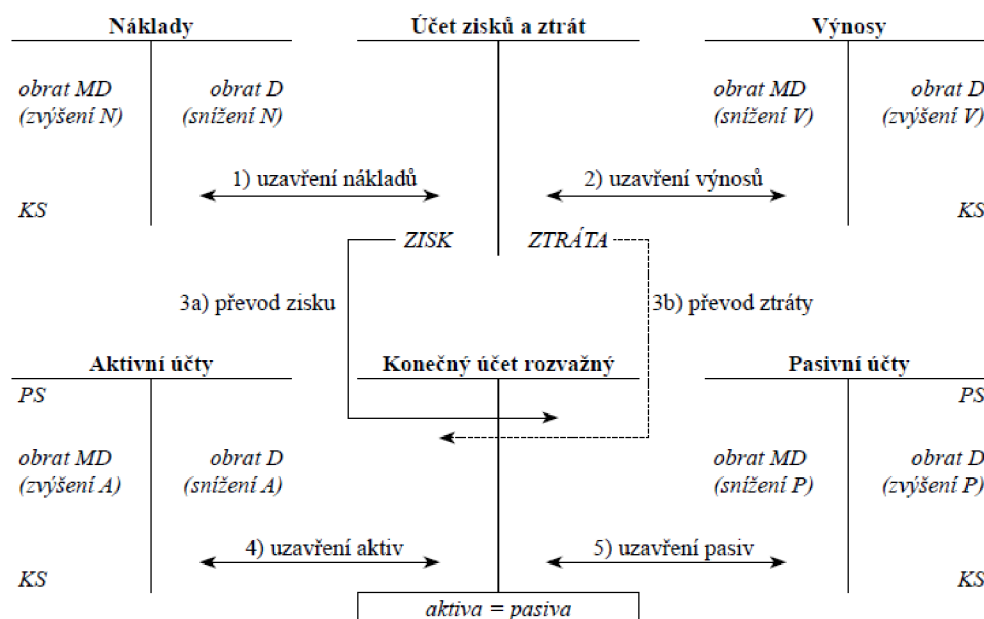 Náklady
Účet zisků a ztrát
Výnosy
obrat MD
(zvýšení N)
obrat D
(snížení N)
obrat MD
(snížení V)
obrat D
(zvýšení V)
1) uzavření nákladů
2) uzavření výnosů
KS
KS
ZISK
ZTRÁTA
3a) převod zisku
3b) převod ztráty
Aktivní účty
Konečný účet rozvažný
Pasivní účty
PS
PS
obrat MD
(zvýšení A)
obrat D
(snížení A)
obrat MD
(snížení P)
obrat D
(zvýšení P)
4) uzavření aktiv
5) uzavření pasiv
KS
KS
aktiva = pasiva